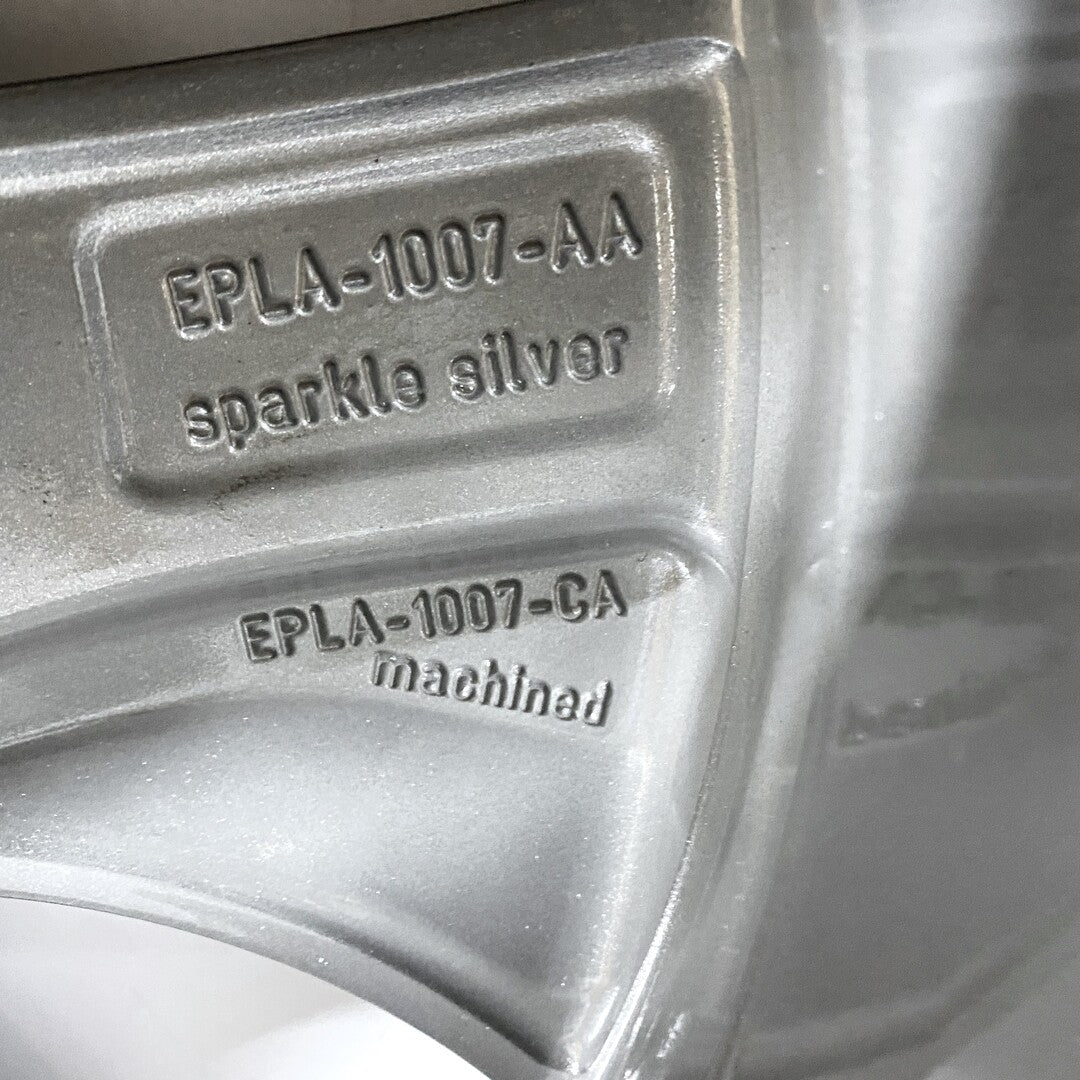 EPLA-1007-AA
sparkle silver
EPLA-1007-CA
machined